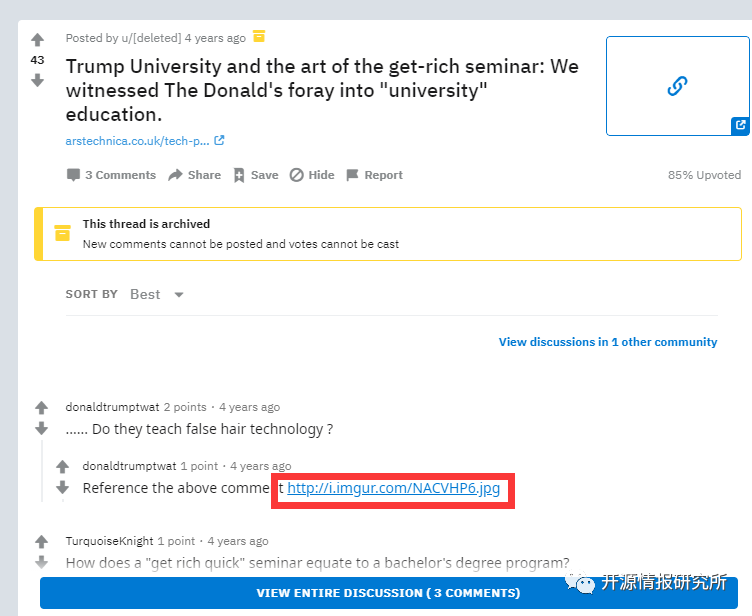 Posted by u/[deleted] 4 years ago
43
Trump University and the art of the get-rich seminar: We
witnessed The Donald's foray into "university"
education.
arstechnica.co.uk/tech-p...
3 Comments Share Save Hide Report 85% Upvoted
This thread is archived
New comments cannot be posted and votes cannot be cast
SORT BY Best
View discussions in 1 other community
donaldtrumptwat 2 points · 4 years ago
...... Do they teach false hair technology ?
donaldtrumptwat 1 point · 4 years ago
Reference the above comment http://i.imgur.com/NACVHP6.jpg
TurquoiseKnight 1 point · 4 years ago
How does a "get rich quick" seminar equate to a bachelor's degree program?
VIEW ENTIRE DISCUSSION ( 3 COMMENTS)
开源情报研究所